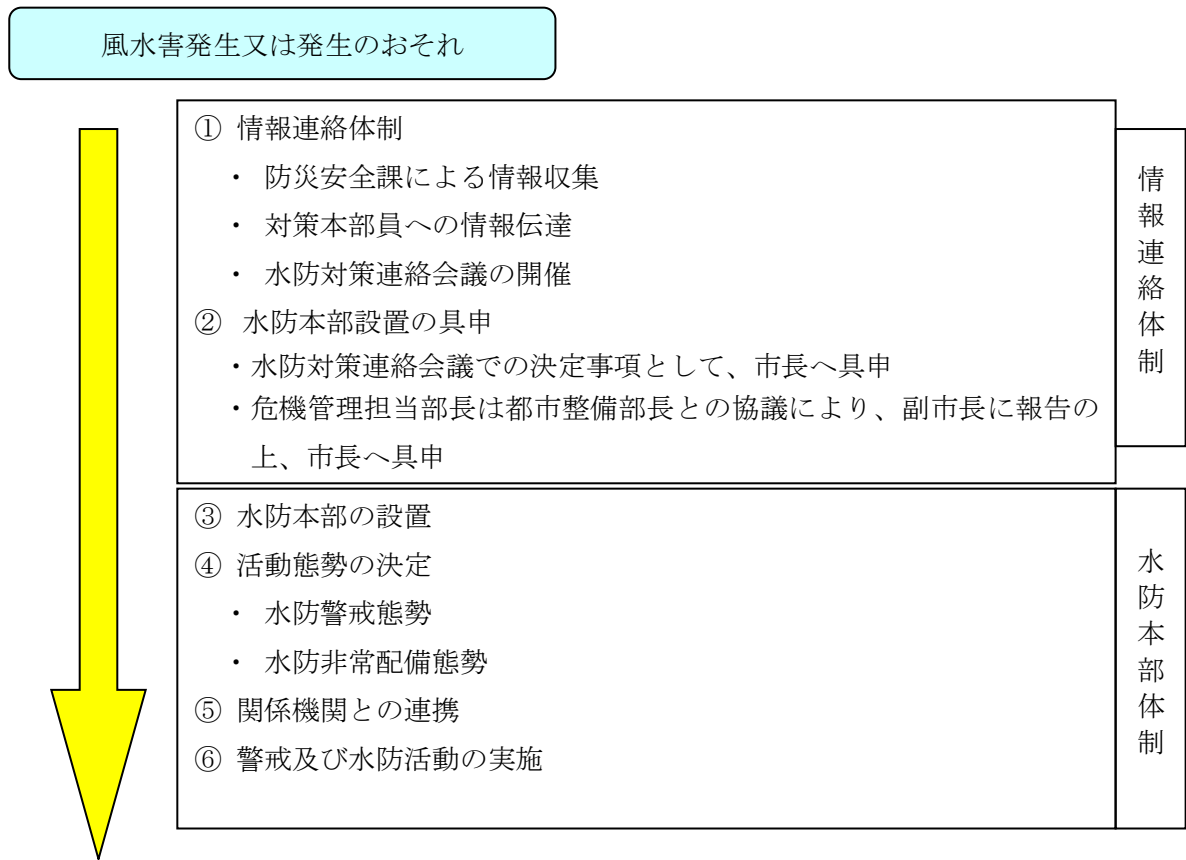 風水害発生又は発生のおそれ
① 情報連絡体制
・ 防災安全課による情報収集
・ 対策本部員への情報伝達
・ 水防対策連絡会議の開催
② 水防本部設置の具申
・水防対策連絡会議での決定事項として、市長へ具申
・危機管理担当部長は都市整備部長との協議により、副市長に報告の
上、市長へ具申
情報連絡体制
③ 水防本部の設置
④ 活動態勢の決定
・ 水防警戒態勢
・ 水防非常配備態勢
⑤ 関係機関との連携
⑥ 警戒及び水防活動の実施
水防本部体制